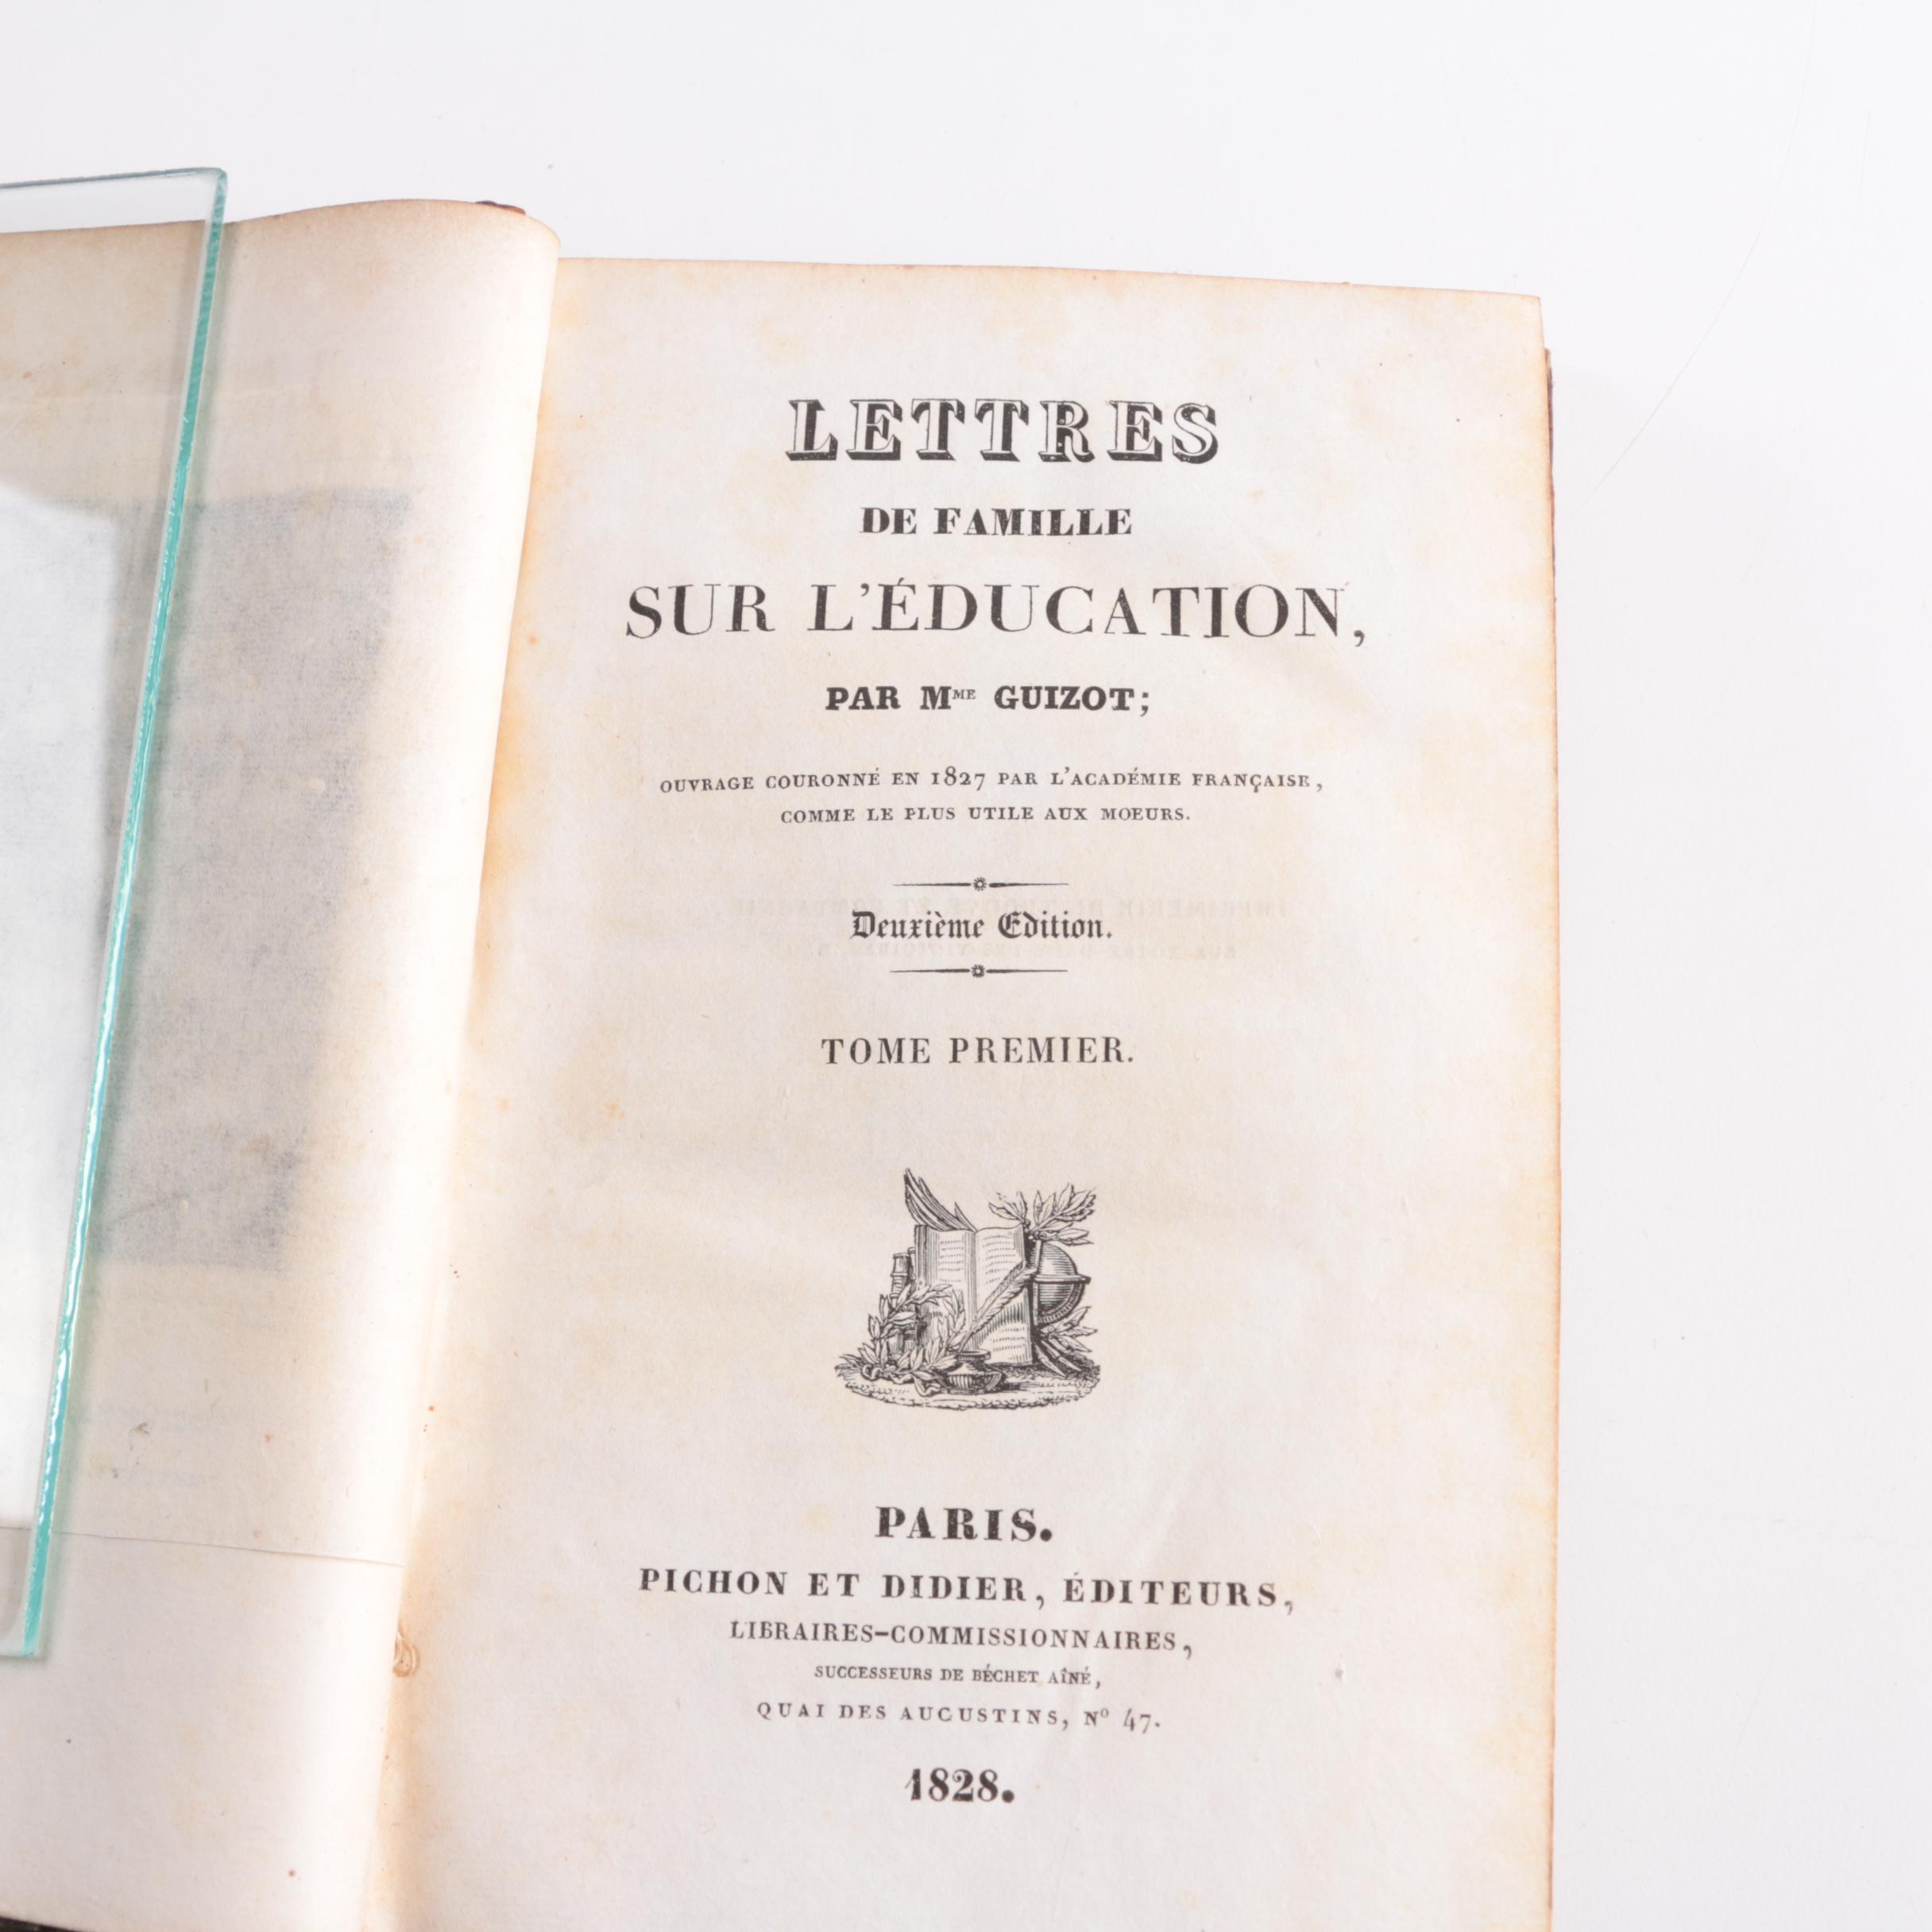 LETTRES
DE FAMILLE
SUR L'ÉDUCATION,
PAR Mᴹᴱ GUIZOT;
OUVRAGE COURONNÉ EN 1827 PAR L'ACADÉMIE FRANÇAISE,
COMME LE PLUS UTILE AUX MOEURS.
Deuxième Edition.
TOME PREMIER.
PARIS.
PICHON ET DIDIER, ÉDITEURS,
LIBRAIRES-COMMISSIONNAIRES,
SUCCESSEURS DE BÉCHET AÎNÉ,
QUAI DES AUGUSTINS, Nº 47.
1828.